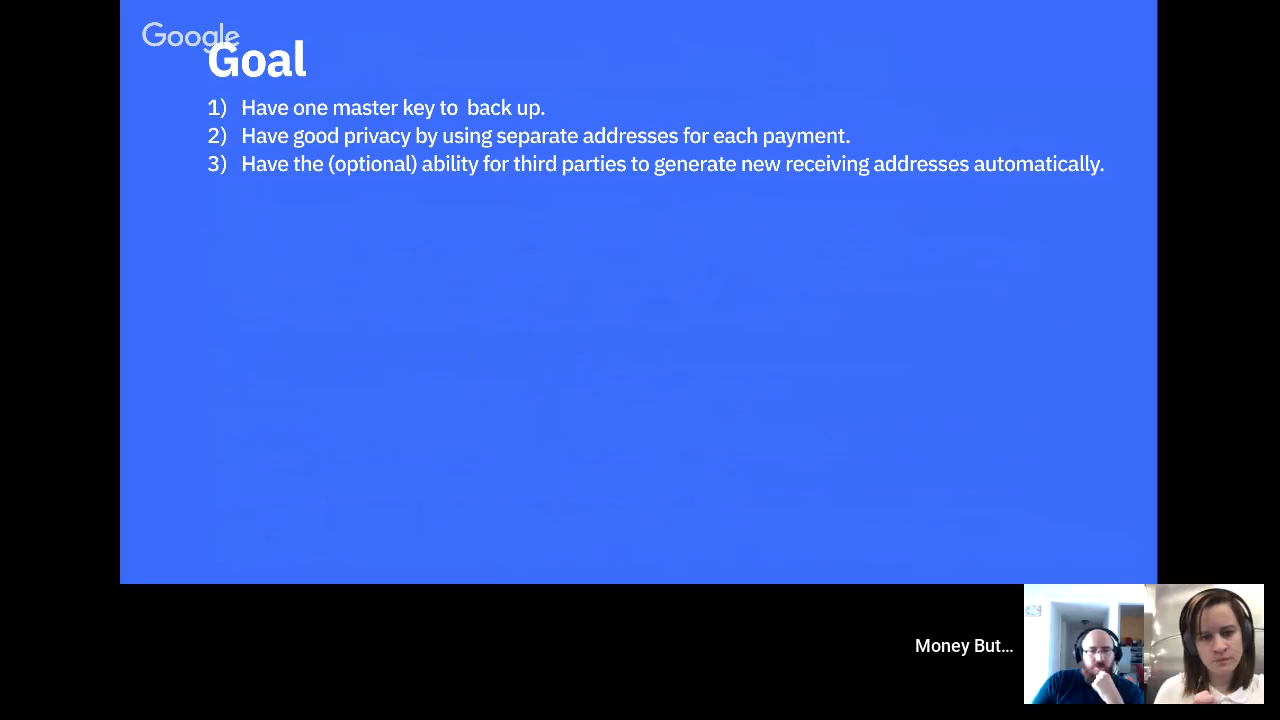 Google
Goal
1) Have one master key to  back up.
2) Have good privacy by using separate addresses for each payment.
3) Have the (optional) ability for third parties to generate new receiving addresses automatically.
Money But...